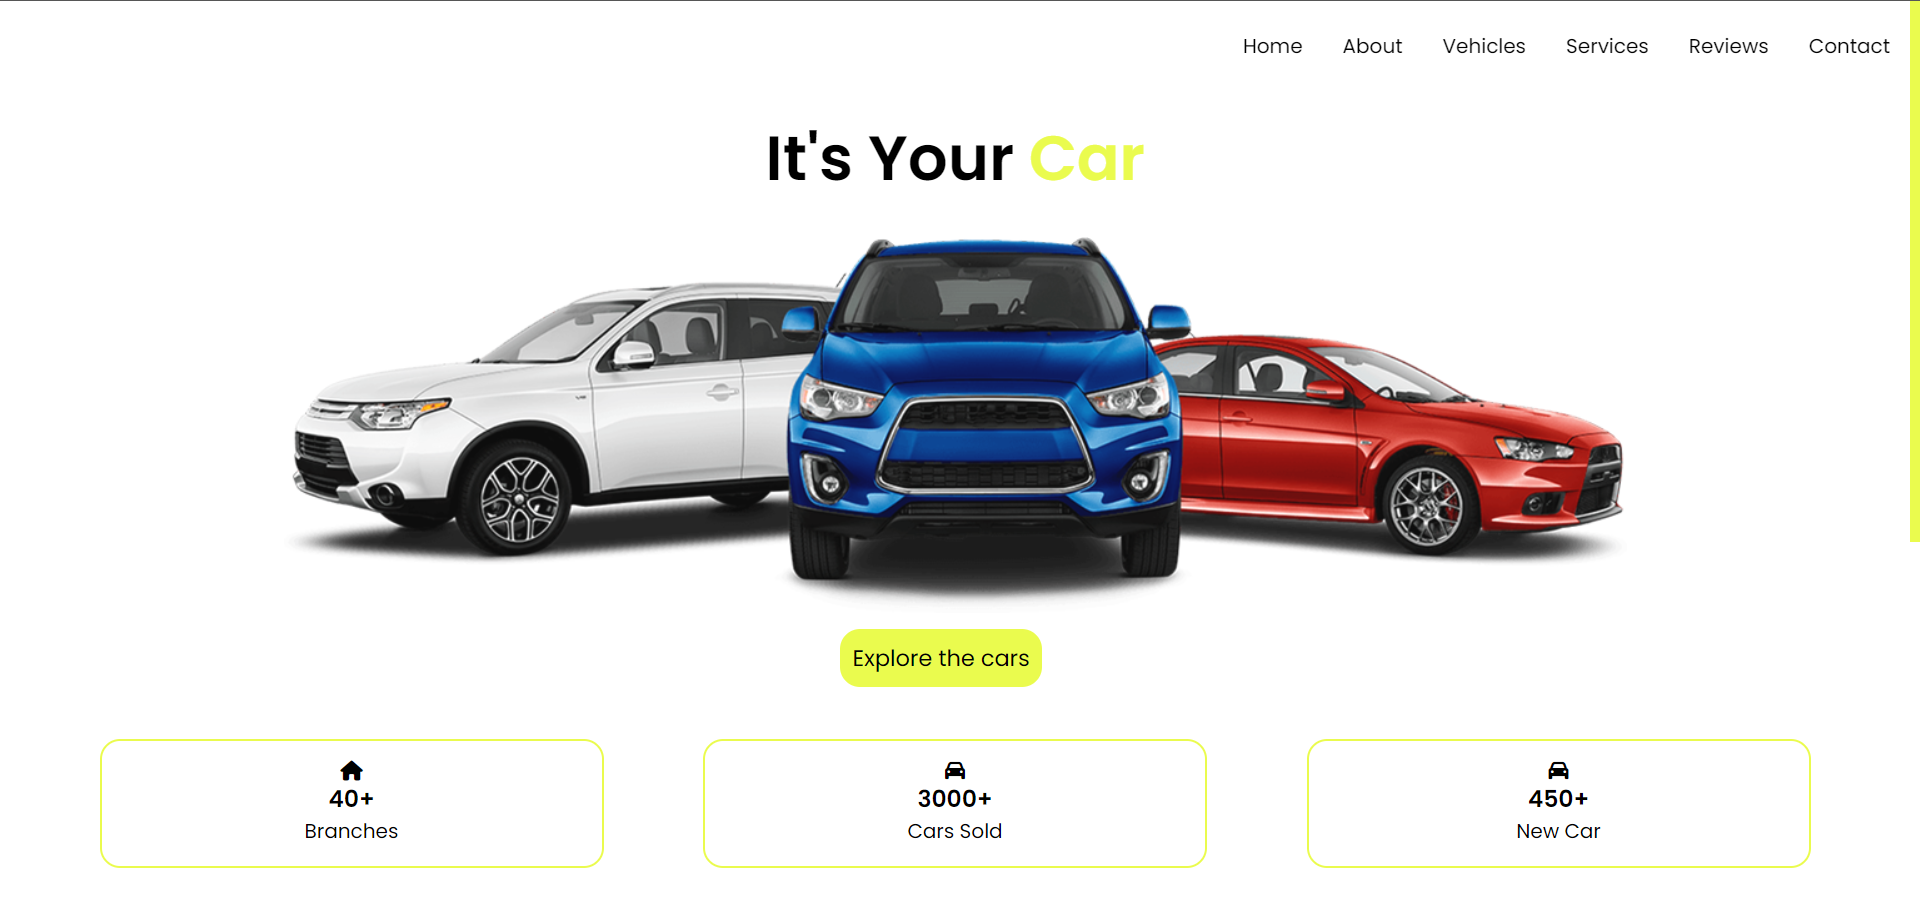 Home About Vehicles Services Reviews Contact
It's Your Car
Explore the cars
40+
Branches
3000+
Cars Sold
450+
New Car